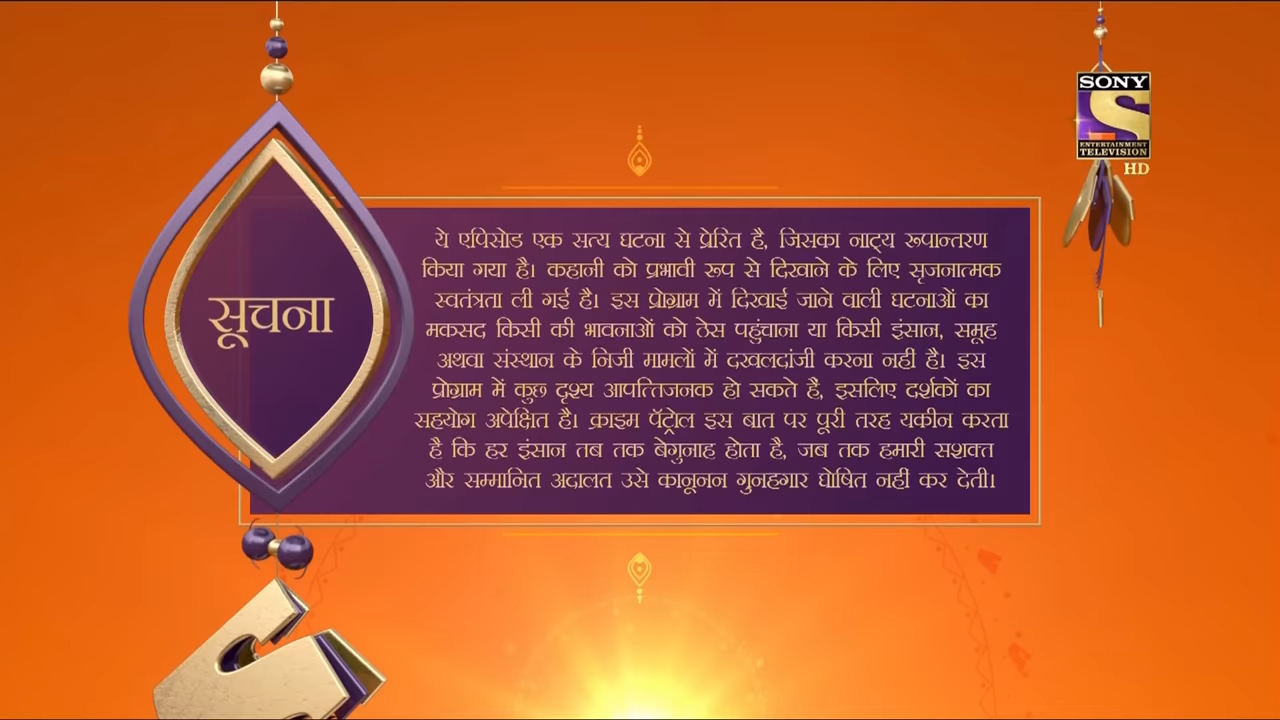 सूचना
ये एपिसोड एक सत्य घटना से प्रेरित है, जिसका नाट्य रूपान्तरण
किया गया है। कहानी को प्रभावी रूप से दिखाने के लिए सृजनात्मक
स्वतंत्रता ली गई है। इस प्रोग्राम में दिखाई जाने वाली घटनाओं का
मकसद किसी की भावनाओं को ठेस पहुंचाना या किसी इंसान, समूह
अथवा संस्थान के निजी मामलों में दखलदांजी करना नहीं है। इस
प्रोग्राम में कुछ दृश्य आपत्तिजनक हो सकते हैं, इसलिए दर्शकों का
सहयोग अपेक्षित है। क्राइम पॅट्रोल इस बात पर पूरी तरह यकीन करता
है कि हर इंसान तब तक बेगुनाह होता है, जब तक हमारी सशक्त
और सम्मानित अदालत उसे कानूनन गुनहगार घोषित नहीं कर देती।
SONY
ENTERTAINMENT
TELEVISION
HD